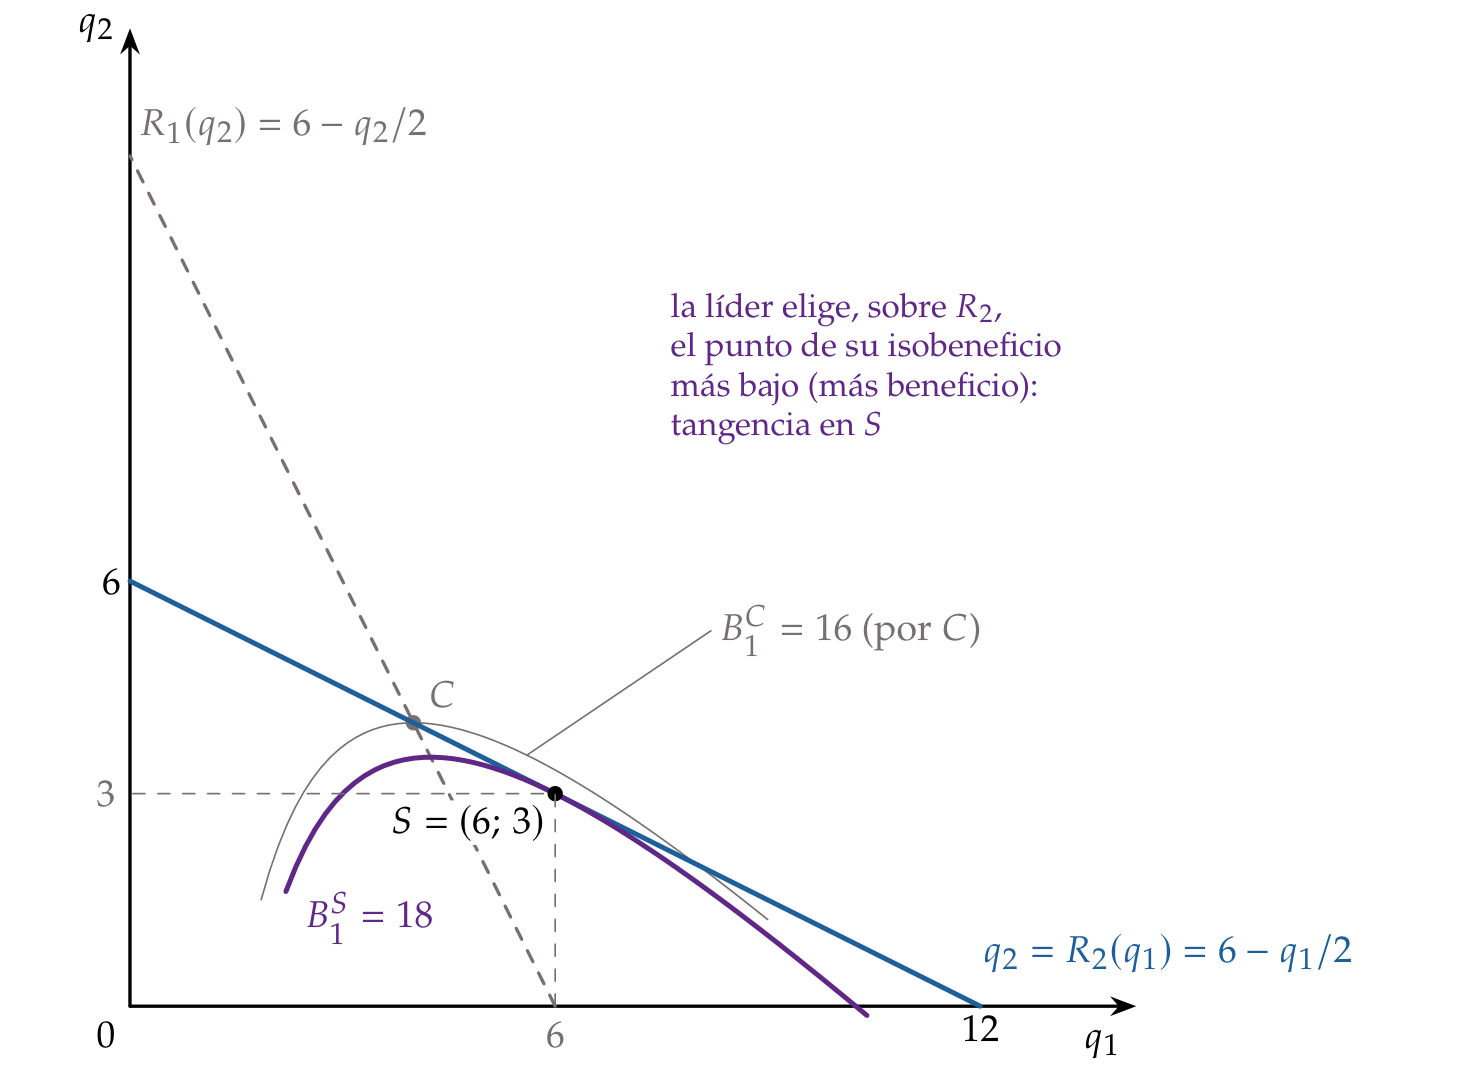 q₂
R₁(q₂) = 6 − q₂/2
la líder elige, sobre R₂,
el punto de su isobeneficio
más bajo (más beneficio):
tangencia en S
6
B₁ᶜ = 16 (por C)
C
3
S = (6; 3)
B₁ˢ = 18
q₂ = R₂(q₁) = 6 − q₁/2
0
6
12
q₁